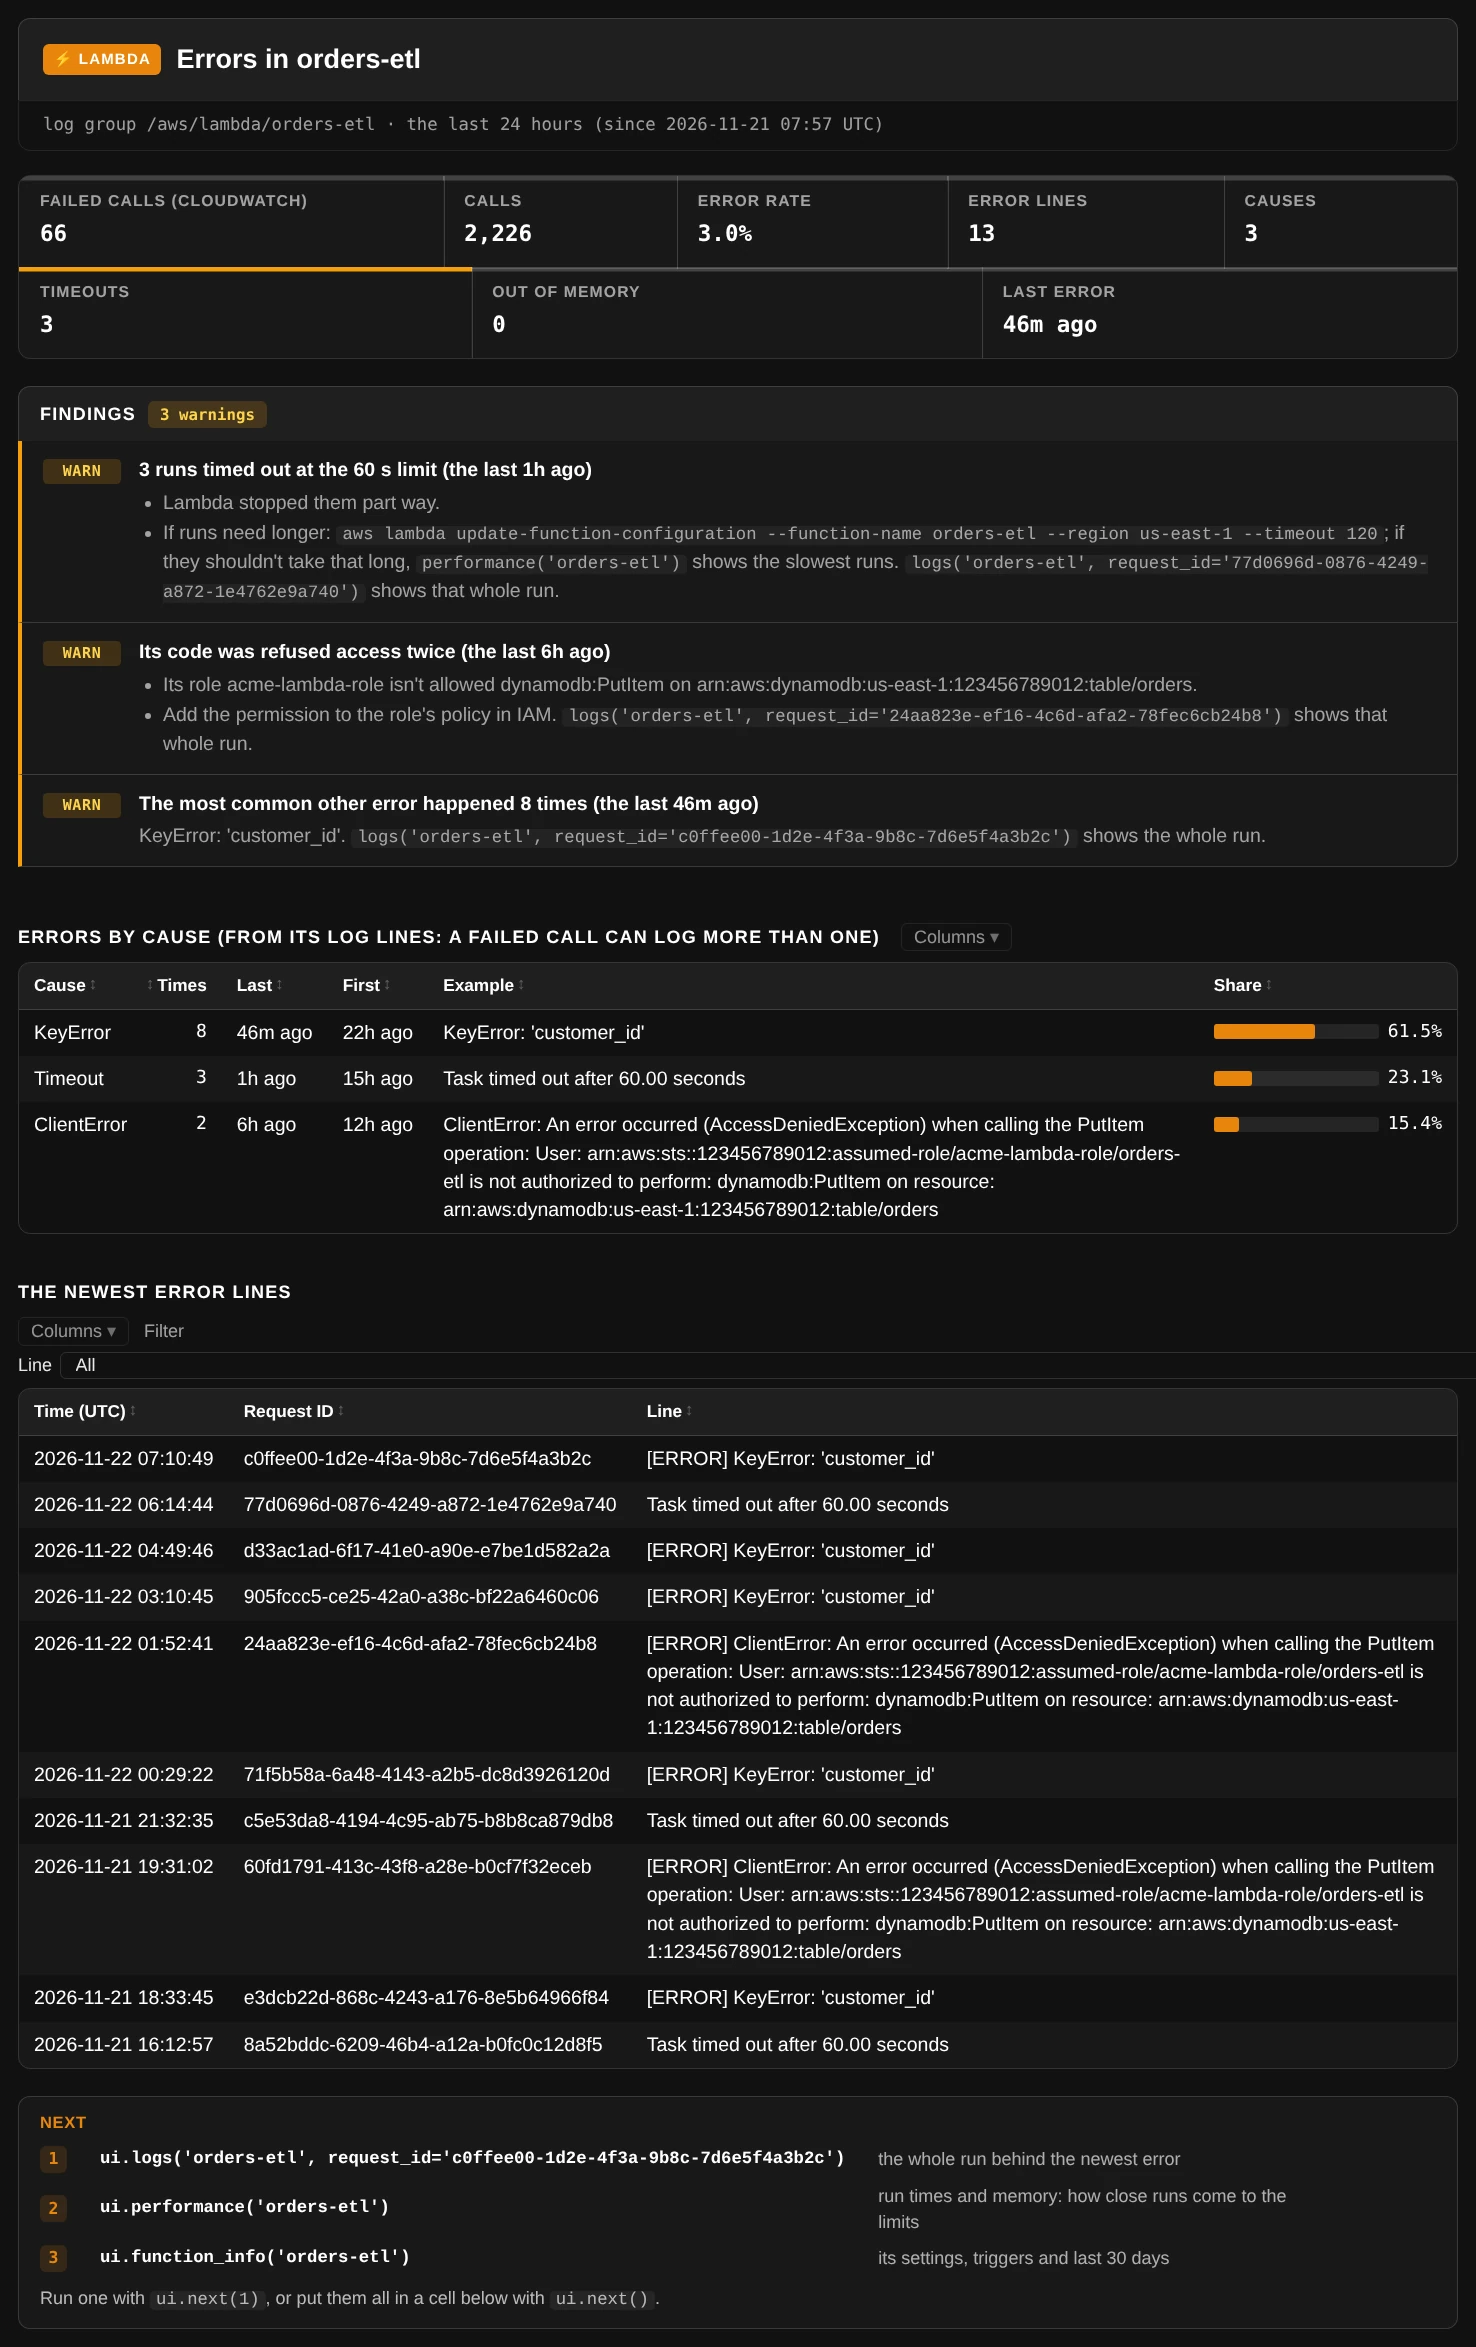 ⚡ LAMBDA Errors in orders-etl
log group /aws/lambda/orders-etl · the last 24 hours (since 2026-11-21 07:57 UTC)
FAILED CALLS (CLOUDWATCH)
66
CALLS
2,226
ERROR RATE
3.0%
ERROR LINES
13
CAUSES
3
TIMEOUTS
3
OUT OF MEMORY
0
LAST ERROR
46m ago
FINDINGS 3 warnings
WARN 3 runs timed out at the 60 s limit (the last 1h ago)
• Lambda stopped them part way.
• If runs need longer: aws lambda update-function-configuration --function-name orders-etl --region us-east-1 --timeout 120; if
they shouldn't take that long, performance('orders-etl') shows the slowest runs. logs('orders-etl', request_id='77d0696d-0876-4249-
a872-1e4762e9a740') shows that whole run.
WARN Its code was refused access twice (the last 6h ago)
• Its role acme-lambda-role isn't allowed dynamodb:PutItem on arn:aws:dynamodb:us-east-1:123456789012:table/orders.
• Add the permission to the role's policy in IAM. logs('orders-etl', request_id='24aa823e-ef16-4c6d-afa2-78fec6cb24b8') shows that
whole run.
WARN The most common other error happened 8 times (the last 46m ago)
KeyError: 'customer_id'. logs('orders-etl', request_id='c0ffee00-1d2e-4f3a-9b8c-7d6e5f4a3b2c') shows the whole run.
ERRORS BY CAUSE (FROM ITS LOG LINES: A FAILED CALL CAN LOG MORE THAN ONE) Columns ▾
Cause ↕ ↕ Times Last ↕ First ↕ Example ↕ Share ↕
KeyError 8 46m ago 22h ago KeyError: 'customer_id' 61.5%
Timeout 3 1h ago 15h ago Task timed out after 60.00 seconds 23.1%
ClientError 2 6h ago 12h ago ClientError: An error occurred (AccessDeniedException) when calling the PutItem 15.4%
operation: User: arn:aws:sts::123456789012:assumed-role/acme-lambda-role/orders-
etl is not authorized to perform: dynamodb:PutItem on resource:
arn:aws:dynamodb:us-east-1:123456789012:table/orders
THE NEWEST ERROR LINES
Columns ▾ Filter
Line All
Time (UTC) ↕ Request ID ↕ Line ↕
2026-11-22 07:10:49 c0ffee00-1d2e-4f3a-9b8c-7d6e5f4a3b2c [ERROR] KeyError: 'customer_id'
2026-11-22 06:14:44 77d0696d-0876-4249-a872-1e4762e9a740 Task timed out after 60.00 seconds
2026-11-22 04:49:46 d33ac1ad-6f17-41e0-a90e-e7be1d582a2a [ERROR] KeyError: 'customer_id'
2026-11-22 03:10:45 905fccc5-ce25-42a0-a38c-bf22a6460c06 [ERROR] KeyError: 'customer_id'
2026-11-22 01:52:41 24aa823e-ef16-4c6d-afa2-78fec6cb24b8 [ERROR] ClientError: An error occurred (AccessDeniedException) when calling the PutItem
operation: User: arn:aws:sts::123456789012:assumed-role/acme-lambda-role/orders-etl is
not authorized to perform: dynamodb:PutItem on resource: arn:aws:dynamodb:us-east-
1:123456789012:table/orders
2026-11-22 00:29:22 71f5b58a-6a48-4143-a2b5-dc8d3926120d [ERROR] KeyError: 'customer_id'
2026-11-21 21:32:35 c5e53da8-4194-4c95-ab75-b8b8ca879db8 Task timed out after 60.00 seconds
2026-11-21 19:31:02 60fd1791-413c-43f8-a28e-b0cf7f32eceb [ERROR] ClientError: An error occurred (AccessDeniedException) when calling the PutItem
operation: User: arn:aws:sts::123456789012:assumed-role/acme-lambda-role/orders-etl is
not authorized to perform: dynamodb:PutItem on resource: arn:aws:dynamodb:us-east-
1:123456789012:table/orders
2026-11-21 18:33:45 e3dcb22d-868c-4243-a176-8e5b64966f84 [ERROR] KeyError: 'customer_id'
2026-11-21 16:12:57 8a52bddc-6209-46b4-a12a-b0fc0c12d8f5 Task timed out after 60.00 seconds
NEXT
1 ui.logs('orders-etl', request_id='c0ffee00-1d2e-4f3a-9b8c-7d6e5f4a3b2c') the whole run behind the newest error
2 ui.performance('orders-etl') run times and memory: how close runs come to the
limits
3 ui.function_info('orders-etl') its settings, triggers and last 30 days
Run one with ui.next(1), or put them all in a cell below with ui.next().